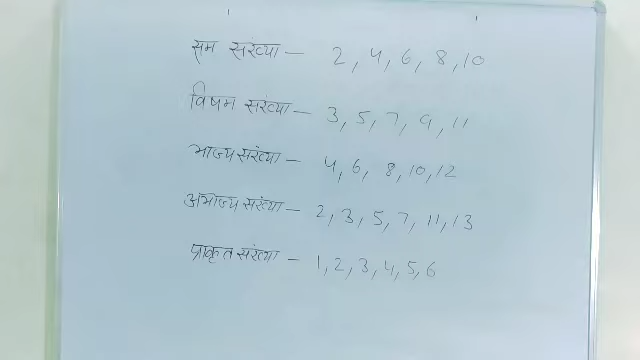 सम संख्या — 2, 4, 6, 8, 10
विषम संख्या — 3, 5, 7, 9, 11
भाज्य संख्या — 4, 6, 8, 10, 12
अभाज्य संख्या — 2, 3, 5, 7, 11, 13
प्राकृत संख्या — 1, 2, 3, 4, 5, 6